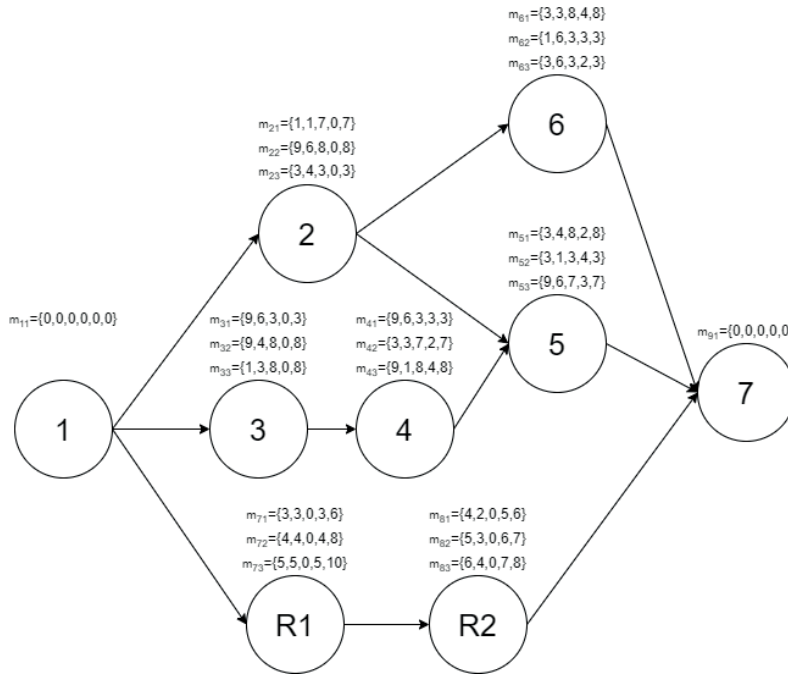 m61={3,3,8,4,8}
m62={1,6,3,3,3}
m63={3,6,3,2,3}
6
m21={1,1,7,0,7}
m22={9,6,8,0,8}
m23={3,4,3,0,3}
2
m51={3,4,8,2,8}
m52={3,1,3,4,3}
m53={9,6,7,3,7}
5
m11={0,0,0,0,0,0}
1
m31={9,6,3,0,3}
m32={9,4,8,0,8}
m33={1,3,8,0,8}
3
m41={9,6,3,3,3}
m42={3,3,7,2,7}
m43={9,1,8,4,8}
4
m91={0,0,0,0,0
7
m71={3,3,0,3,6}
m72={4,4,0,4,8}
m73={5,5,0,5,10}
R1
m81={4,2,0,5,6}
m82={5,3,0,6,7}
m83={6,4,0,7,8}
R2